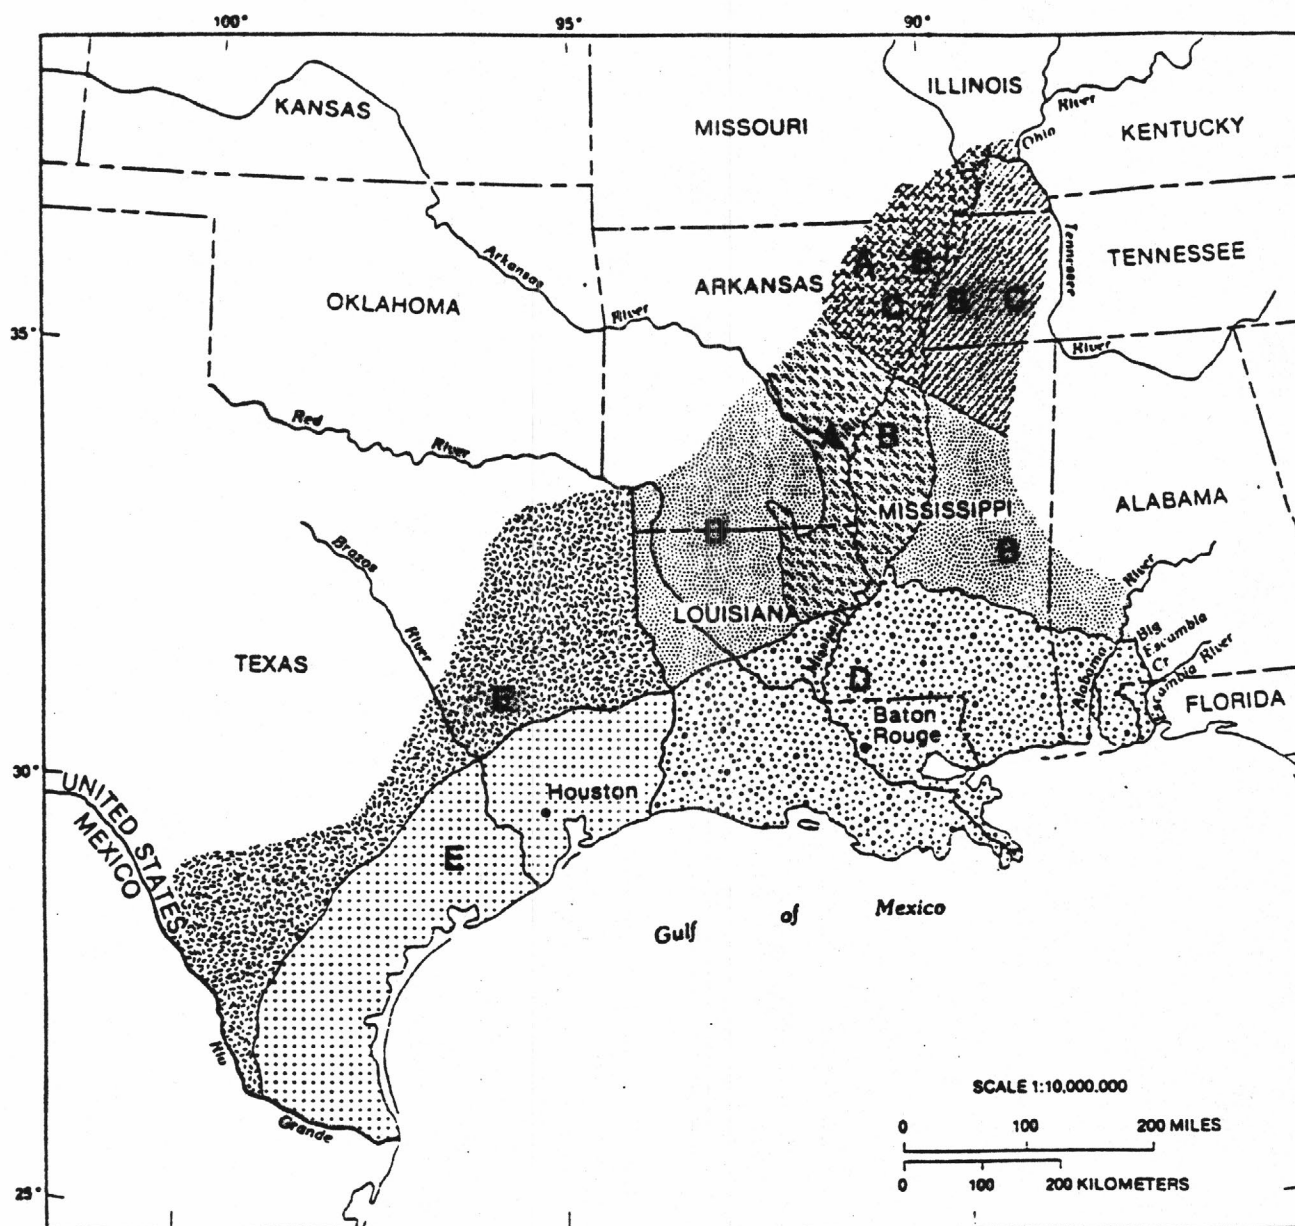 100° 95° 90°
KANSAS
MISSOURI
ILLINOIS
River
Ohio
KENTUCKY
Arkansas
Tennessee
TENNESSEE
A B
ARKANSAS
OKLAHOMA
C B C
River
35°
River
Red
River
A B
ALABAMA
MISSISSIPPI
B
Brazos
River
LOUISIANA
Big
Escambia
Cr
River
TEXAS
Escambia River
Alabama
D
FLORIDA
Baton
Rouge
30°
UNITED STATES
MEXICO
Houston
E
Gulf of Mexico
Rio
Grande
SCALE 1:10,000.000
0 100 200 MILES
0 100 200 KILOMETERS
25°